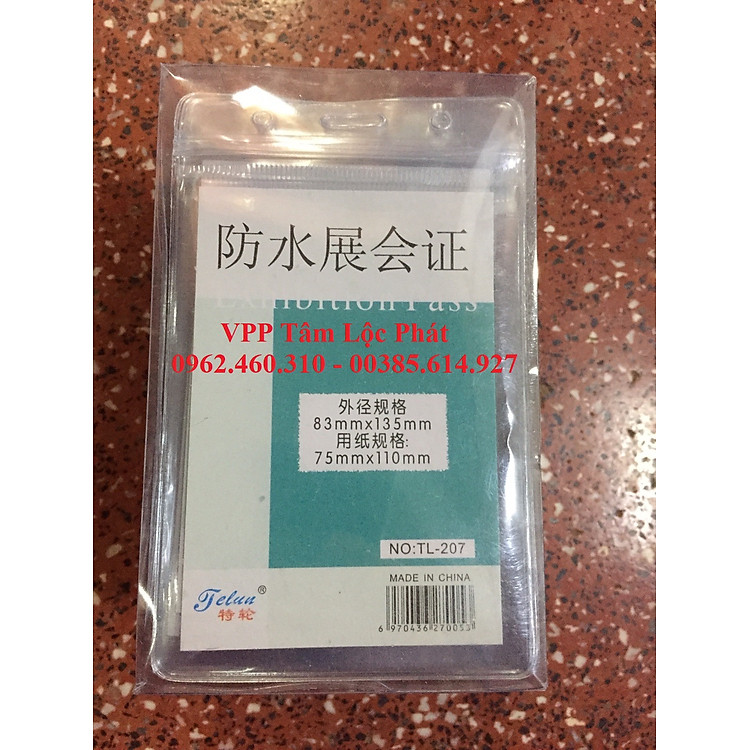 防水展会证
Exhibition Pass
VPP Tâm Lộc Phát
0962.460.310 - 00385.614.927
外径规格
83mmx135mm
用纸规格:
75mmx110mm
NO:TL-207
MADE IN CHINA
Telun®
特轮
6 970436 270053